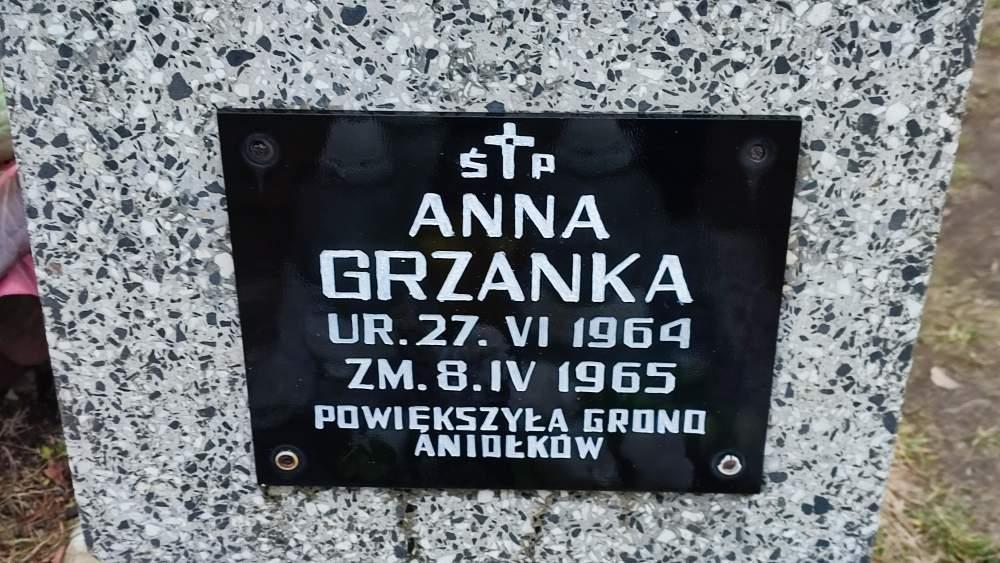 Ś†P
ANNA
GRZANKA
UR. 27. VI 1964
ZM. 8. IV 1965
POWIĘKSZYŁA GRONO
ANIOŁKÓW